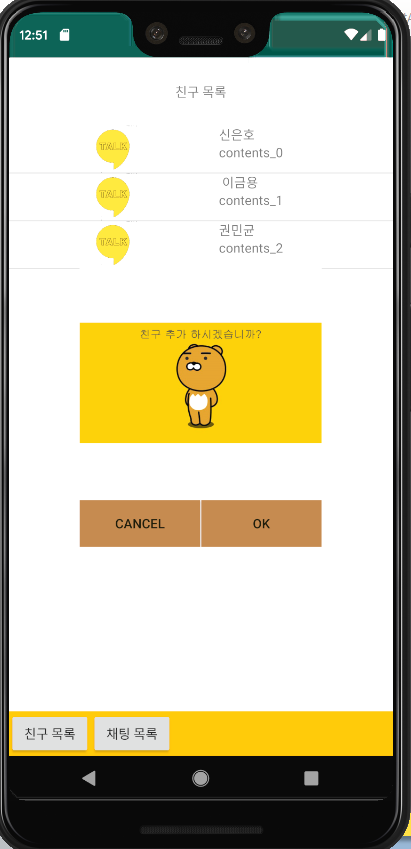 12:51
친구 목록
TALK
신은호
contents_0
TALK
이금용
contents_1
TALK
권민균
contents_2
친구 추가 하시겠습니까?
CANCEL OK
친구 목록 채팅 목록